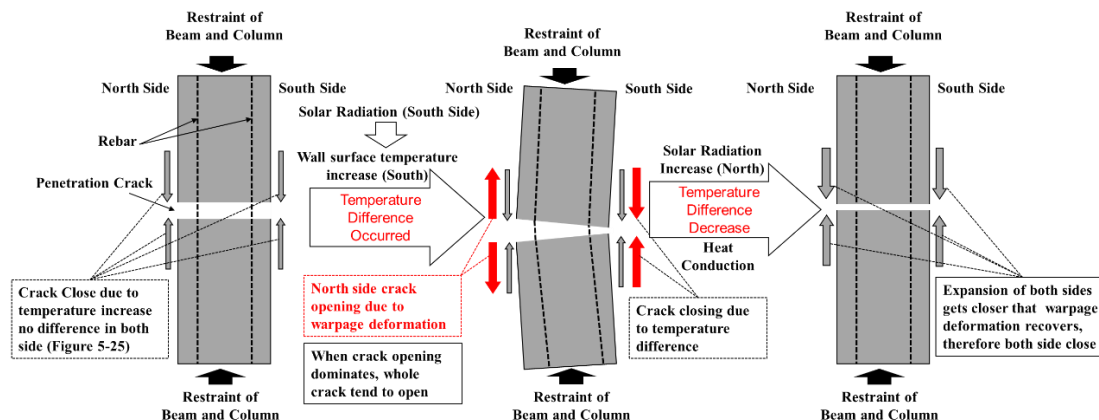 Restraint of
Beam and Column
North Side
South Side
Rebar
Penetration Crack
Crack Close due to
temperature increase
no difference in both
side (Figure 5-25)
Restraint of
Beam and Column
Solar Radiation (South Side)
Wall surface temperature
increase (South)
Temperature
Difference
Occurred
North side crack
opening due to
warpage deformation
When crack opening
dominates, whole
crack tend to open
Restraint of
Beam and Column
North Side
South Side
Crack closing due to
temperature
difference
Restraint of
Beam and Column
Solar Radiation
Increase (North)
Temperature
Difference
Decrease
Heat
Conduction
Restraint of
Beam and Column
North Side
South Side
Expansion of both sides
gets closer that warpage
deformation recovers,
therefore both side close
Restraint of
Beam and Column